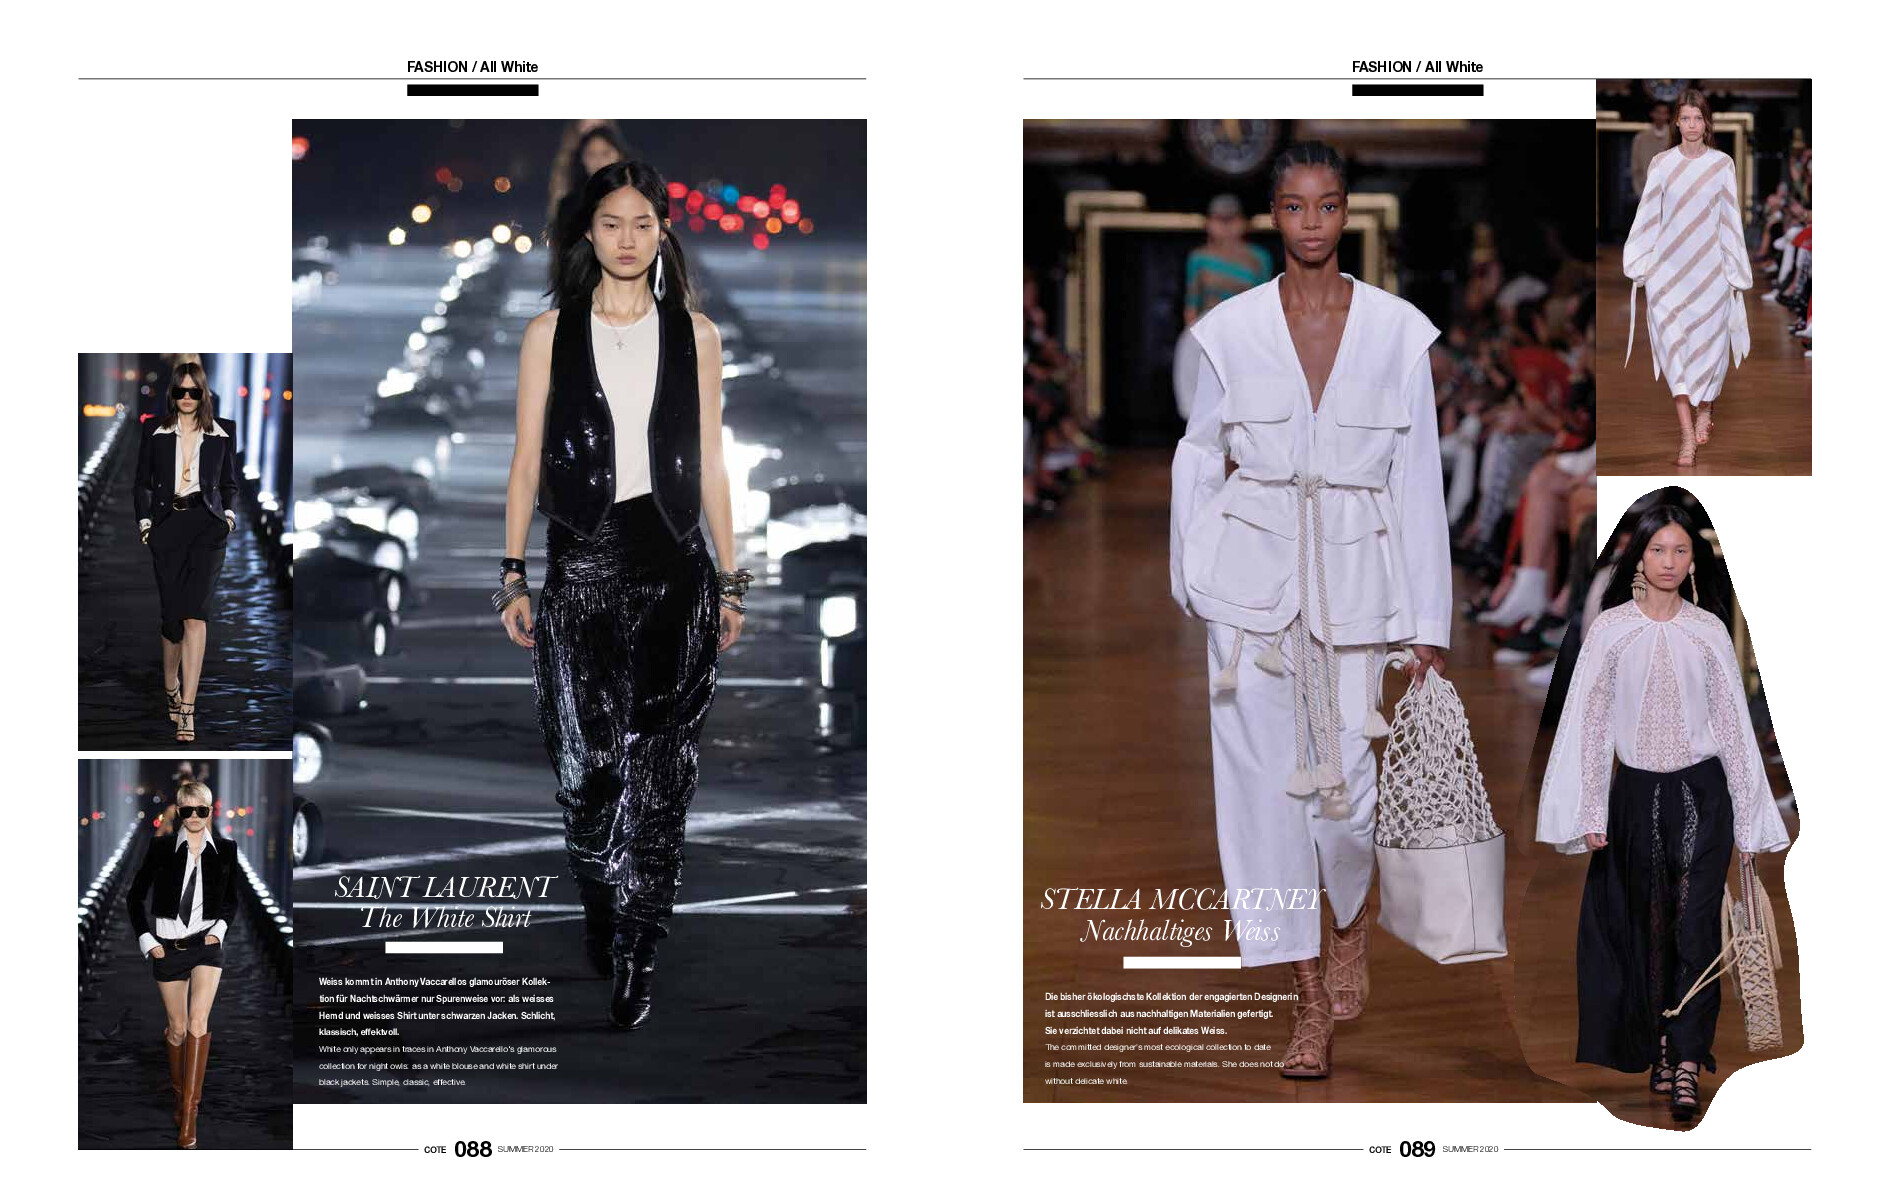 FASHION / All White
SAINT LAURENT
The White Shirt
Weiss kommt in Anthony Vaccarellos glamouröser Kollek-
tion für Nachtschwärmer nur Spurenweise vor: als weisses
Hemd und weisses Shirt unter schwarzen Jacken. Schlicht,
klassisch, effektvoll.
White only appears in traces in Anthony Vaccarello's glamorous
collection for night owls: as a white blouse and white shirt under
black jackets. Simple, classic, effective.
COTE 088 SUMMER 2020
FASHION / All White
STELLA MCCARTNEY
Nachhaltiges Weiss
Die bisher ökologischste Kollektion der engagierten Designerin
ist ausschliesslich aus nachhaltigen Materialien gefertigt.
Sie verzichtet dabei nicht auf delikates Weiss.
The committed designer's most ecological collection to date
is made exclusively from sustainable materials. She does not do
without delicate white.
COTE 089 SUMMER 2020